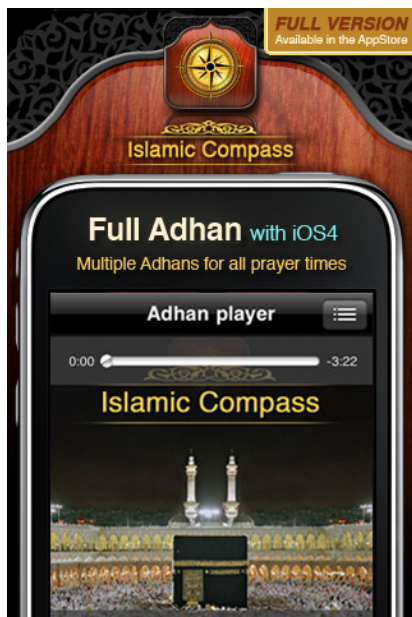 FULL VERSION
Available in the AppStore
Islamic Compass
Full Adhan with iOS4
Multiple Adhans for all prayer times
Adhan player
0:00 -3:22
Islamic Compass